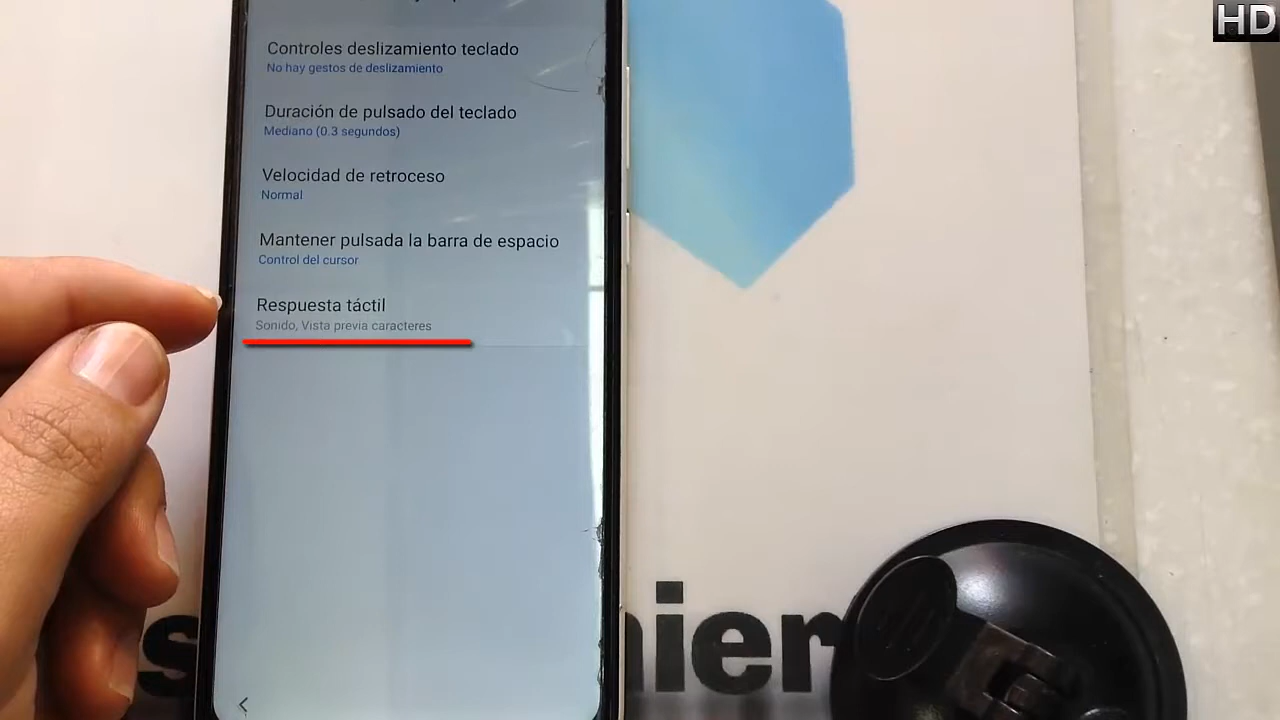 HD
Controles deslizamiento teclado
No hay gestos de deslizamiento
Duración de pulsado del teclado
Mediano (0.3 segundos)
Velocidad de retroceso
Normal
Mantener pulsada la barra de espacio
Control del cursor
Respuesta táctil
Sonido, Vista previa caracteres